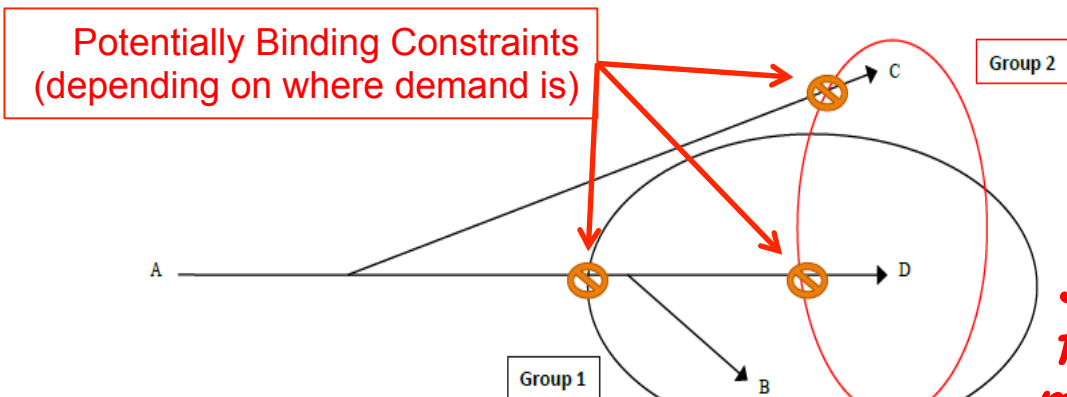 Potentially Binding Constraints
(depending on where demand is)
Group 2
C
A
D
Group 1
B